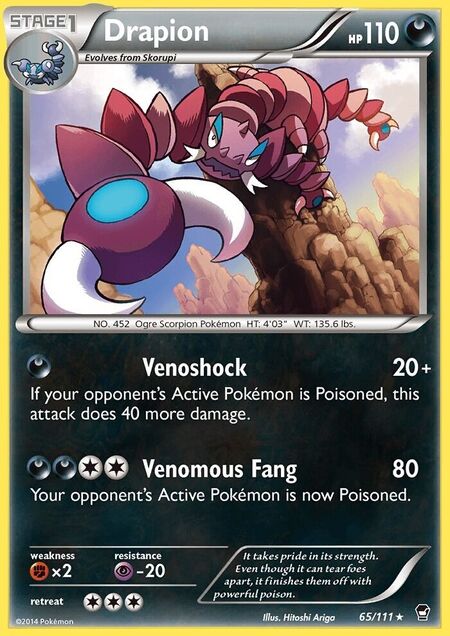 STAGE1
Drapion
HP110
Evolves from Skorupi
NO. 452 Ogre Scorpion Pokémon HT: 4'03" WT: 135.6 lbs.
Venoshock 20+
If your opponent's Active Pokémon is Poisoned, this
attack does 40 more damage.
Venomous Fang 80
Your opponent's Active Pokémon is now Poisoned.
weakness resistance
×2 -20
retreat
It takes pride in its strength.
Even though it can tear foes
apart, it finishes them off with
powerful poison.
©2014 Pokémon
Illus. Hitoshi Ariga
65/111★